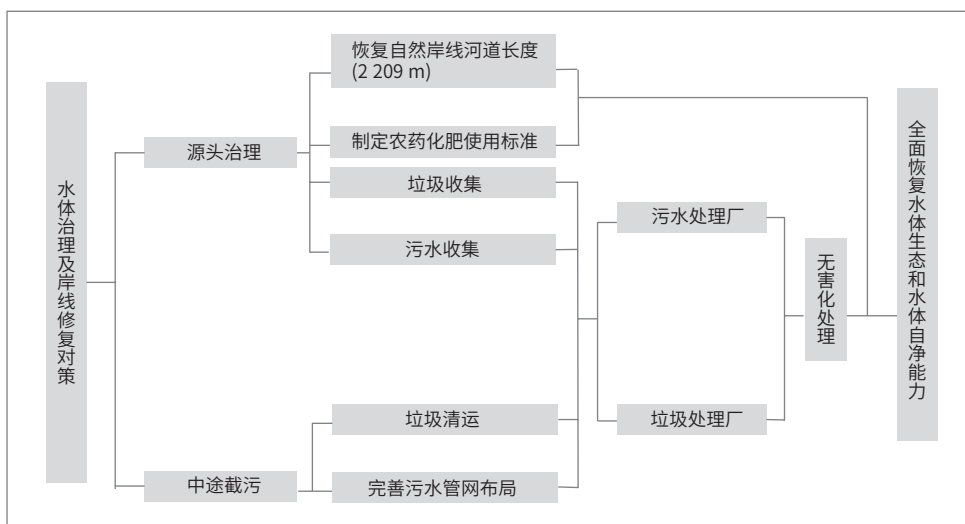 水体治理及岸线修复对策
源头治理
中途截污
恢复自然岸线河道长度
(2 209 m)
制定农药化肥使用标准
垃圾收集
污水收集
垃圾清运
完善污水管网布局
污水处理厂
垃圾处理厂
无害化处理
全面恢复水体生态和水体自净能力